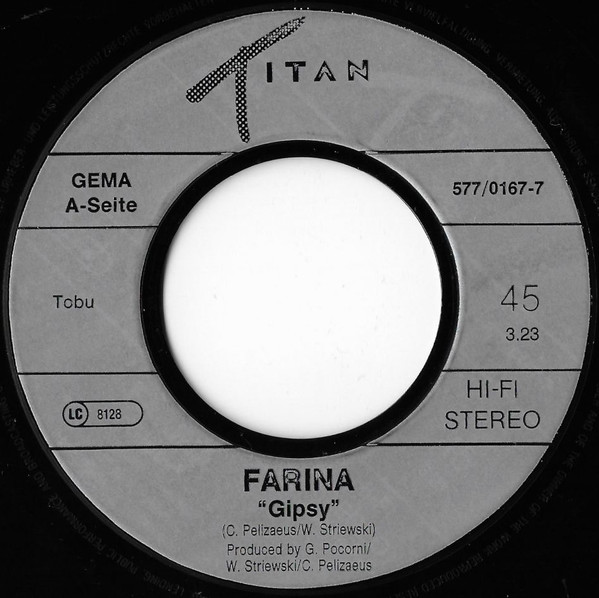 TITAN
GEMA
A-Seite
577/0167-7
Tobu
45
3.23
LC 8128
HI-FI
STEREO
FARINA
“Gipsy”
(C. Pelizaeus/W. Striewski)
Produced by G. Pocorni/
W. Striewski/C. Pelizaeus